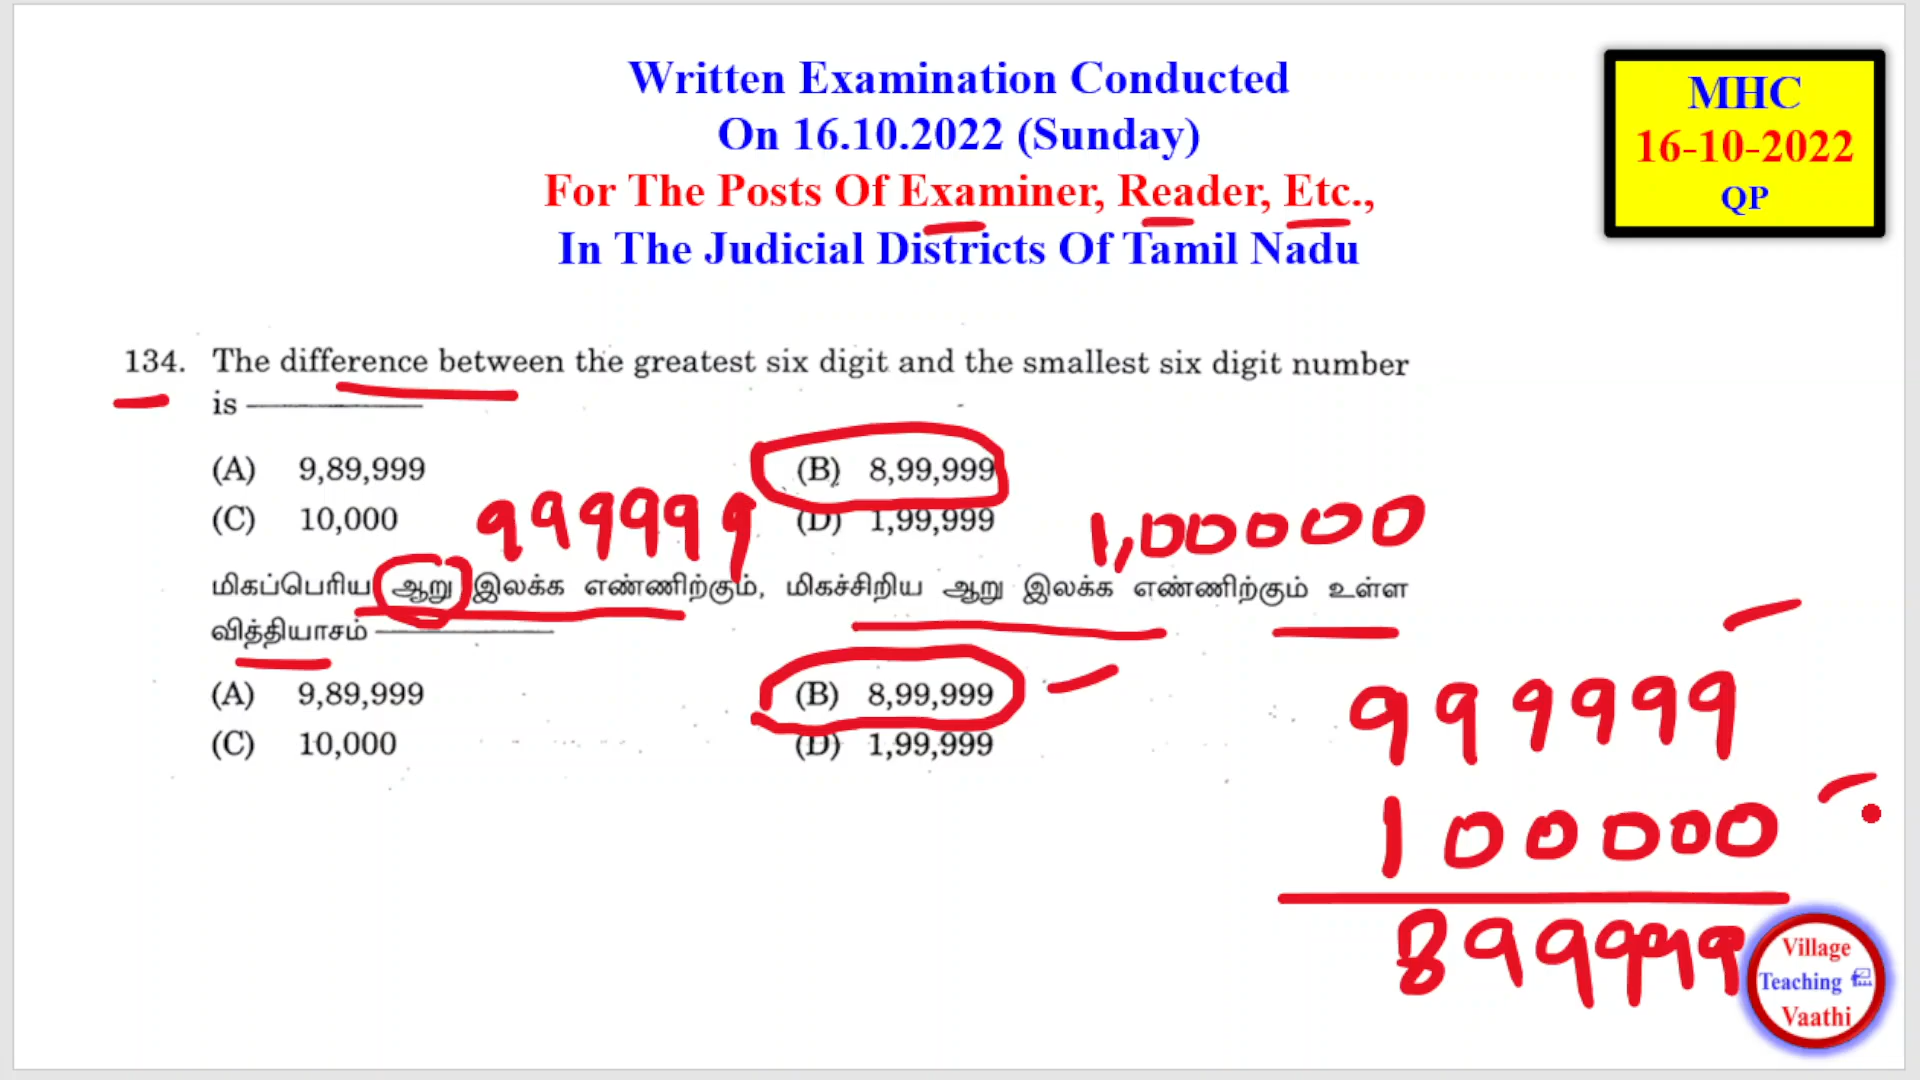 Written Examination Conducted
On 16.10.2022 (Sunday)
For The Posts Of Examiner, Reader, Etc.,
In The Judicial Districts Of Tamil Nadu
MHC
16-10-2022
QP
134. The difference between the greatest six digit and the smallest six digit number
is
(A) 9,89,999 (B) 8,99,999
(C) 10,000 (D) 1,99,999
999999 1,00000
மிகப்பெரிய ஆறு இலக்க எண்ணிற்கும், மிகச்சிறிய ஆறு இலக்க எண்ணிற்கும் உள்ள
வித்தியாசம்
(A) 9,89,999 (B) 8,99,999
(C) 10,000 (D) 1,99,999
999999
100000
899999
Village
Teaching
Vaathi